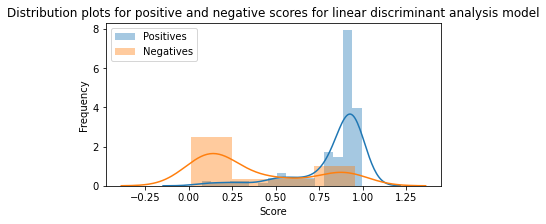 Distribution plots for positive and negative scores for linear discriminant analysis model
Positives
Negatives
Frequency
8
6
4
2
0
−0.25 0.00 0.25 0.50 0.75 1.00 1.25
Score